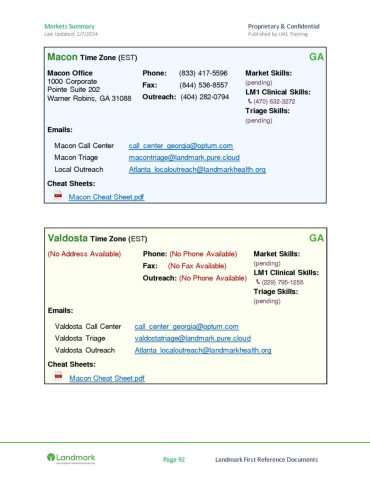 Markets Summary Proprietary & Confidential
Last Updated: 2/7/2024 Published by LM1 Training
Macon Time Zone (EST) GA
Macon Office Phone: (833) 417-5596 Market Skills:
1000 Corporate Fax: (844) 536-8557 (pending)
Pointe Suite 202 Outreach: (404) 282-0794 LM1 Clinical Skills:
Warner Robins, GA 31088 (470) 632-3272
Triage Skills:
(pending)
Emails:
Macon Call Center call_center_georgia@optum.com
Macon Triage macontriage@landmark.pure.cloud
Local Outreach Atlanta_localoutreach@landmarkhealth.org
Cheat Sheets:
Macon Cheat Sheet.pdf
Valdosta Time Zone (EST) GA
(No Address Available) Phone: (No Phone Available) Market Skills:
Fax: (No Fax Available) (pending)
Outreach: (No Phone Available) LM1 Clinical Skills:
(229) 795-1255
Triage Skills:
(pending)
Emails:
Valdosta Call Center call_center_georgia@optum.com
Valdosta Triage valdostatriage@landmark.pure.cloud
Valdosta Outreach Atlanta_localoutreach@landmarkhealth.org
Cheat Sheets:
Macon Cheat Sheet.pdf
Landmark Page 92 Landmark First Reference Documents